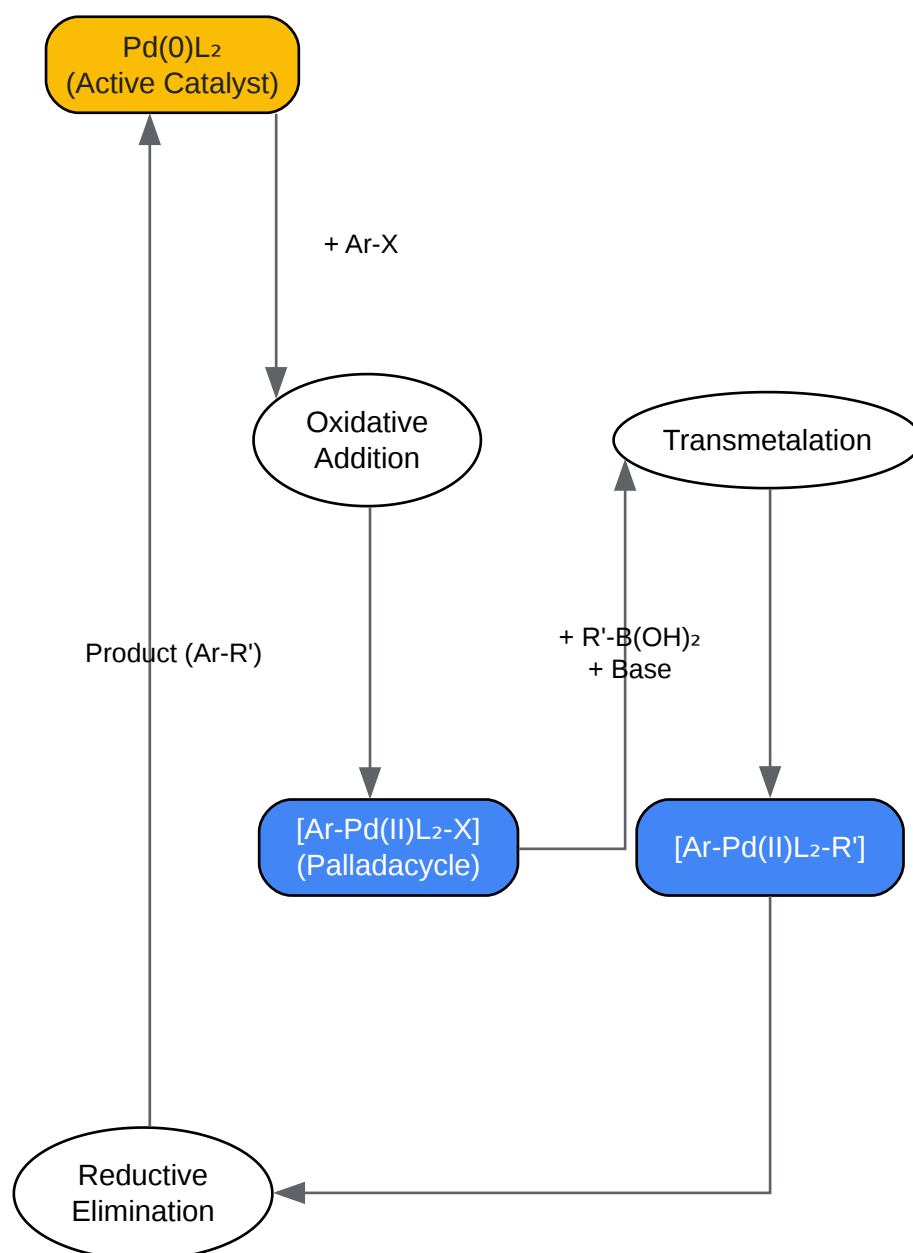 Pd(0)L₂
(Active Catalyst)
+ Ar-X
Oxidative
Addition
Transmetalation
Product (Ar-R')
+ R'-B(OH)₂
+ Base
[Ar-Pd(II)L₂-X]
(Palladacycle)
[Ar-Pd(II)L₂-R']
Reductive
Elimination